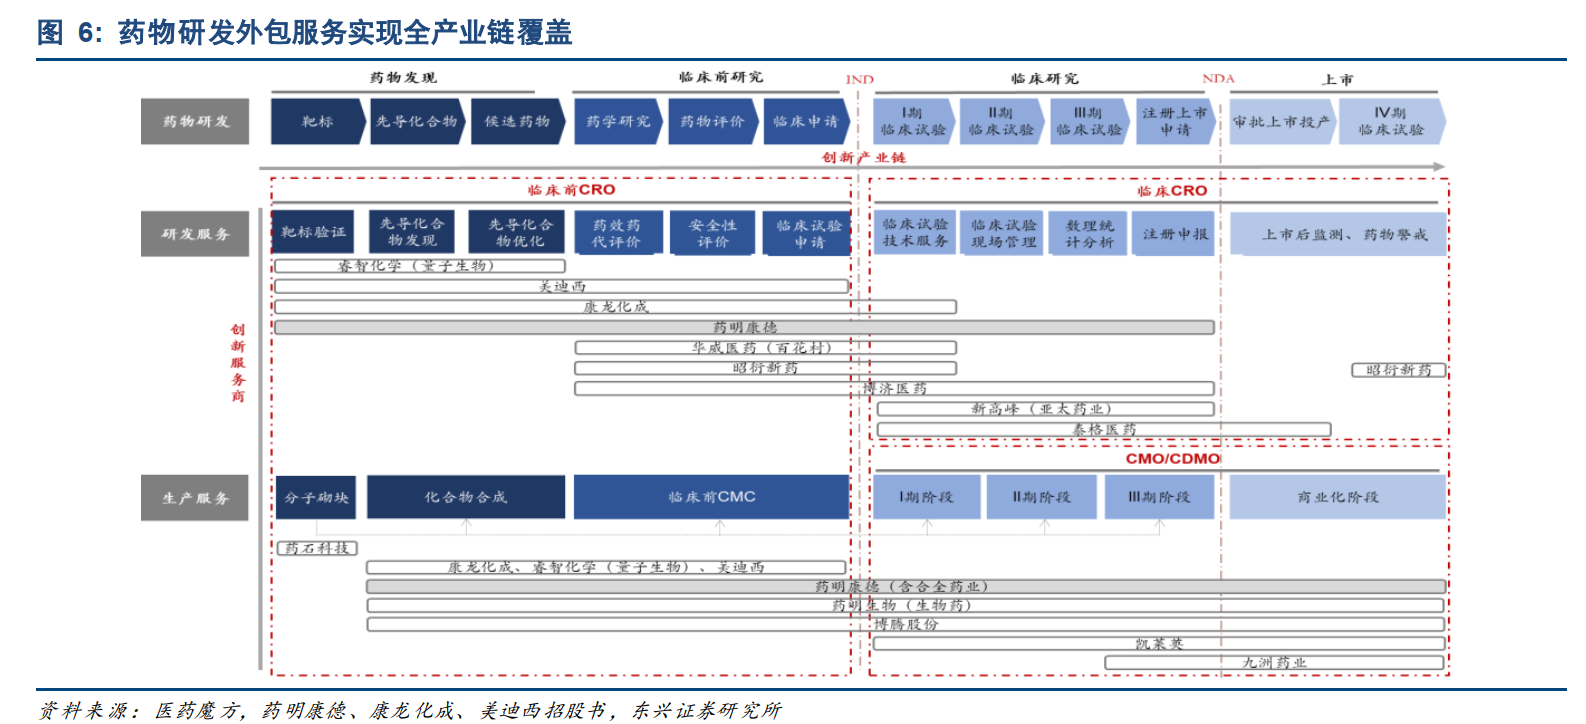 图 6: 药物研发外包服务实现全产业链覆盖
药物发现 临床前研究 IND 临床研究 NDA 上市
药物研发
靶标
先导化合物
候选药物
药学研究
药物评价
临床申请
I期
临床试验
II期
临床试验
III期
临床试验
注册上市
申请
审批上市投产
IV期
临床试验
创新产业链
临床前CRO
临床CRO
研发服务
靶标验证
先导化合
物发现
先导化合
物优化
药效药
代评价
安全性
评价
临床试验
申请
临床试验
技术服务
临床试验
现场管理
数理统
计分析
注册申报
上市后监测、药物警戒
创新服务商
睿智化学（量子生物）
美迪西
康龙化成
药明康德
华威医药（百花村）
昭衍新药
昭衍新药
博济医药
新高峰（亚太药业）
泰格医药
CMO/CDMO
生产服务
分子砌块
化合物合成
临床前CMC
I期阶段
II期阶段
III期阶段
商业化阶段
药石科技
康龙化成、睿智化学（量子生物）、美迪西
药明康德（含合全药业）
药明生物（生物药）
博腾股份
凯莱英
九洲药业
资料来源：医药魔方，药明康德、康龙化成、美迪西招股书，东兴证券研究所